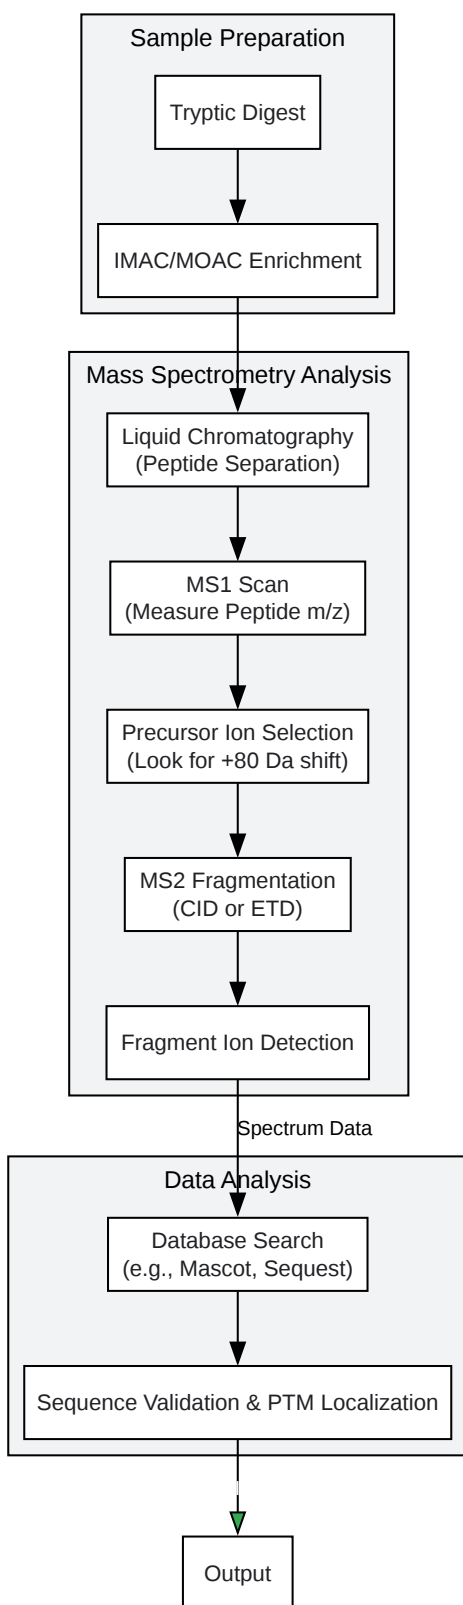 Sample Preparation
Tryptic Digest
IMAC/MOAC Enrichment
Mass Spectrometry Analysis
Liquid Chromatography
(Peptide Separation)
MS1 Scan
(Measure Peptide m/z)
Precursor Ion Selection
(Look for +80 Da shift)
MS2 Fragmentation
(CID or ETD)
Fragment Ion Detection
Spectrum Data
Data Analysis
Database Search
(e.g., Mascot, Sequest)
Sequence Validation & PTM Localization
Output